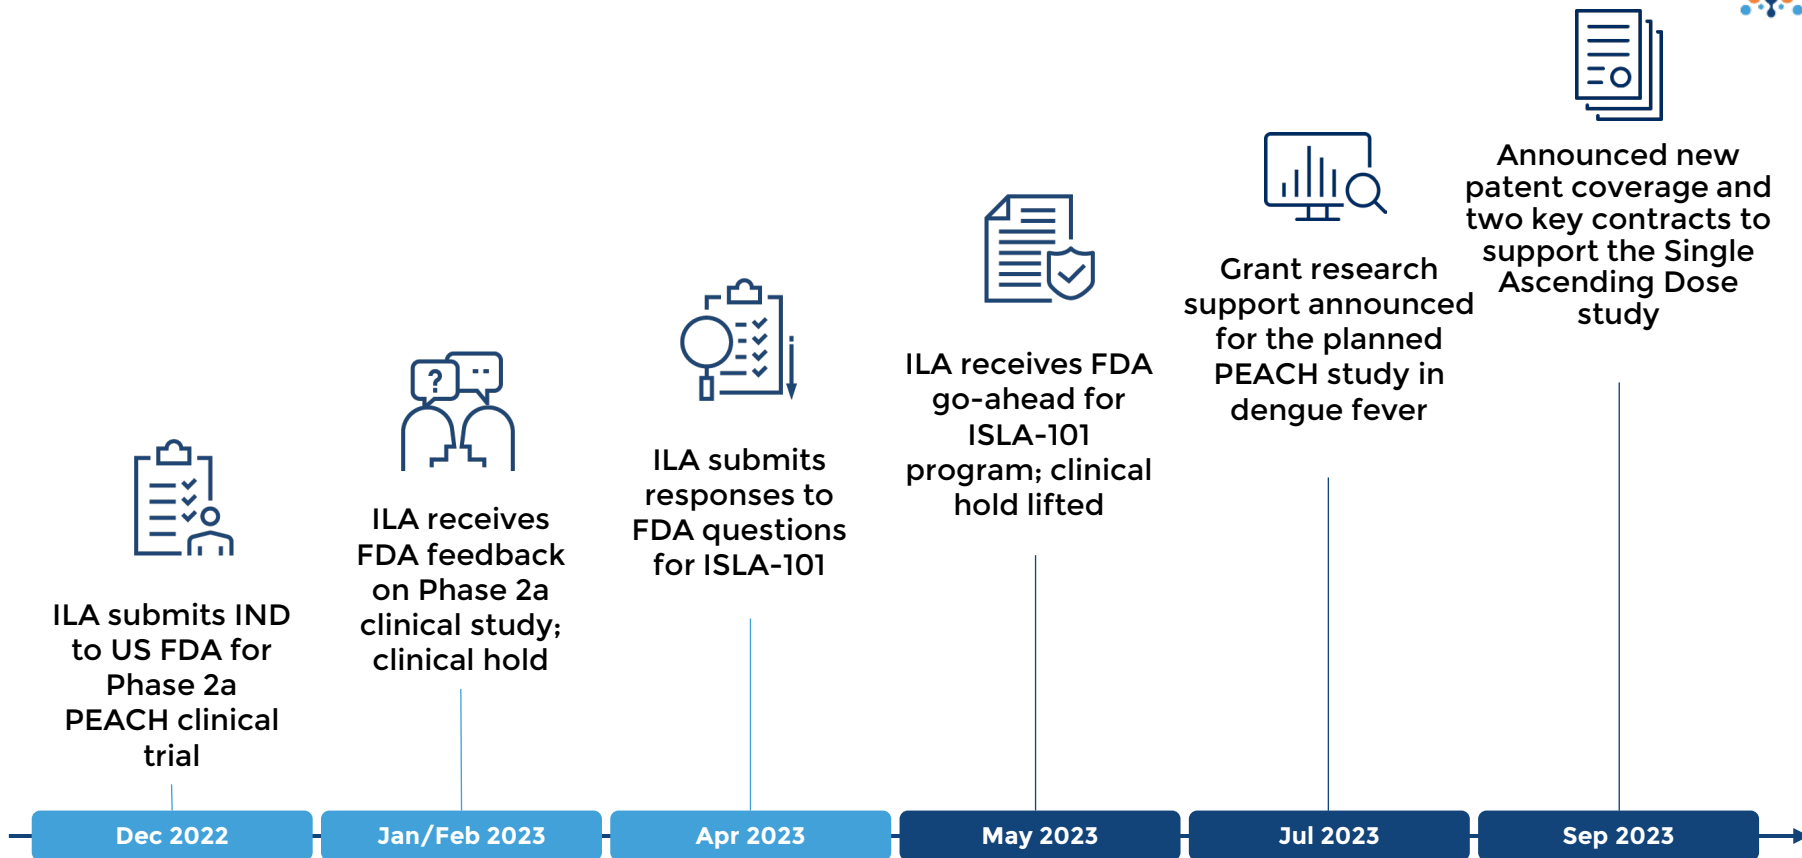 ILA submits IND
to US FDA for
Phase 2a
PEACH clinical
trial
Dec 2022
ILA receives
FDA feedback
on Phase 2a
clinical study;
clinical hold
Jan/Feb 2023
ILA submits
responses to
FDA questions
for ISLA-101
Apr 2023
ILA receives FDA
go-ahead for
ISLA-101
program; clinical
hold lifted
May 2023
Grant research
support announced
for the planned
PEACH study in
dengue fever
Jul 2023
Announced new
patent coverage and
two key contracts to
support the Single
Ascending Dose
study
Sep 2023